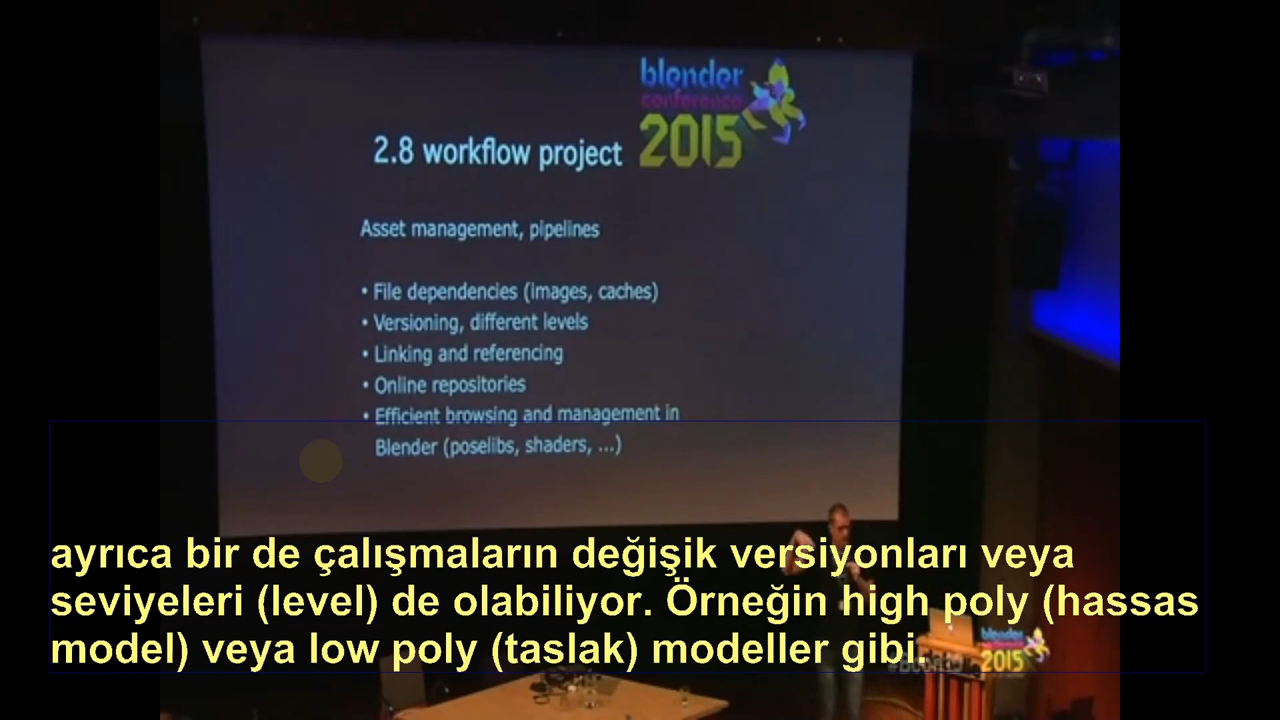 blender
conference
2015
2.8 workflow project
Asset management, pipelines
• File dependencies (images, caches)
• Versioning, different levels
• Linking and referencing
• Online repositories
• Efficient browsing and management in
Blender (poselibs, shaders, ...)
ayrıca bir de çalışmaların değişik versiyonları veya
seviyeleri (level) de olabiliyor. Örneğin high poly (hassas
model) veya low poly (taslak) modeller gibi.
blender
2015